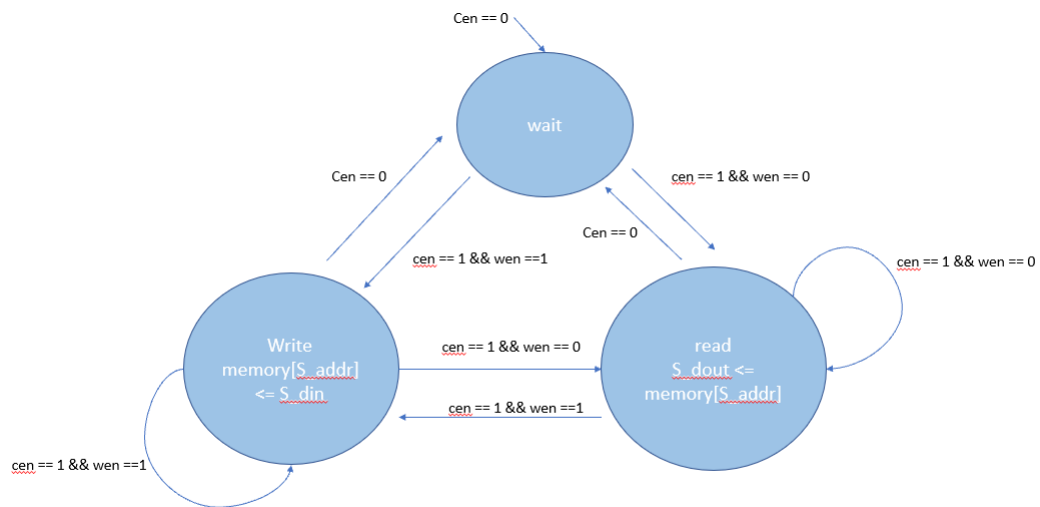 Cen == 0
wait
Cen == 0
cen == 1 && wen == 0
Cen == 0
cen == 1 && wen ==1
cen == 1 && wen == 0
Write
memory[S_addr]
<= S_din
cen == 1 && wen == 0
read
S_dout <=
memory[S_addr]
cen == 1 && wen ==1
cen == 1 && wen ==1